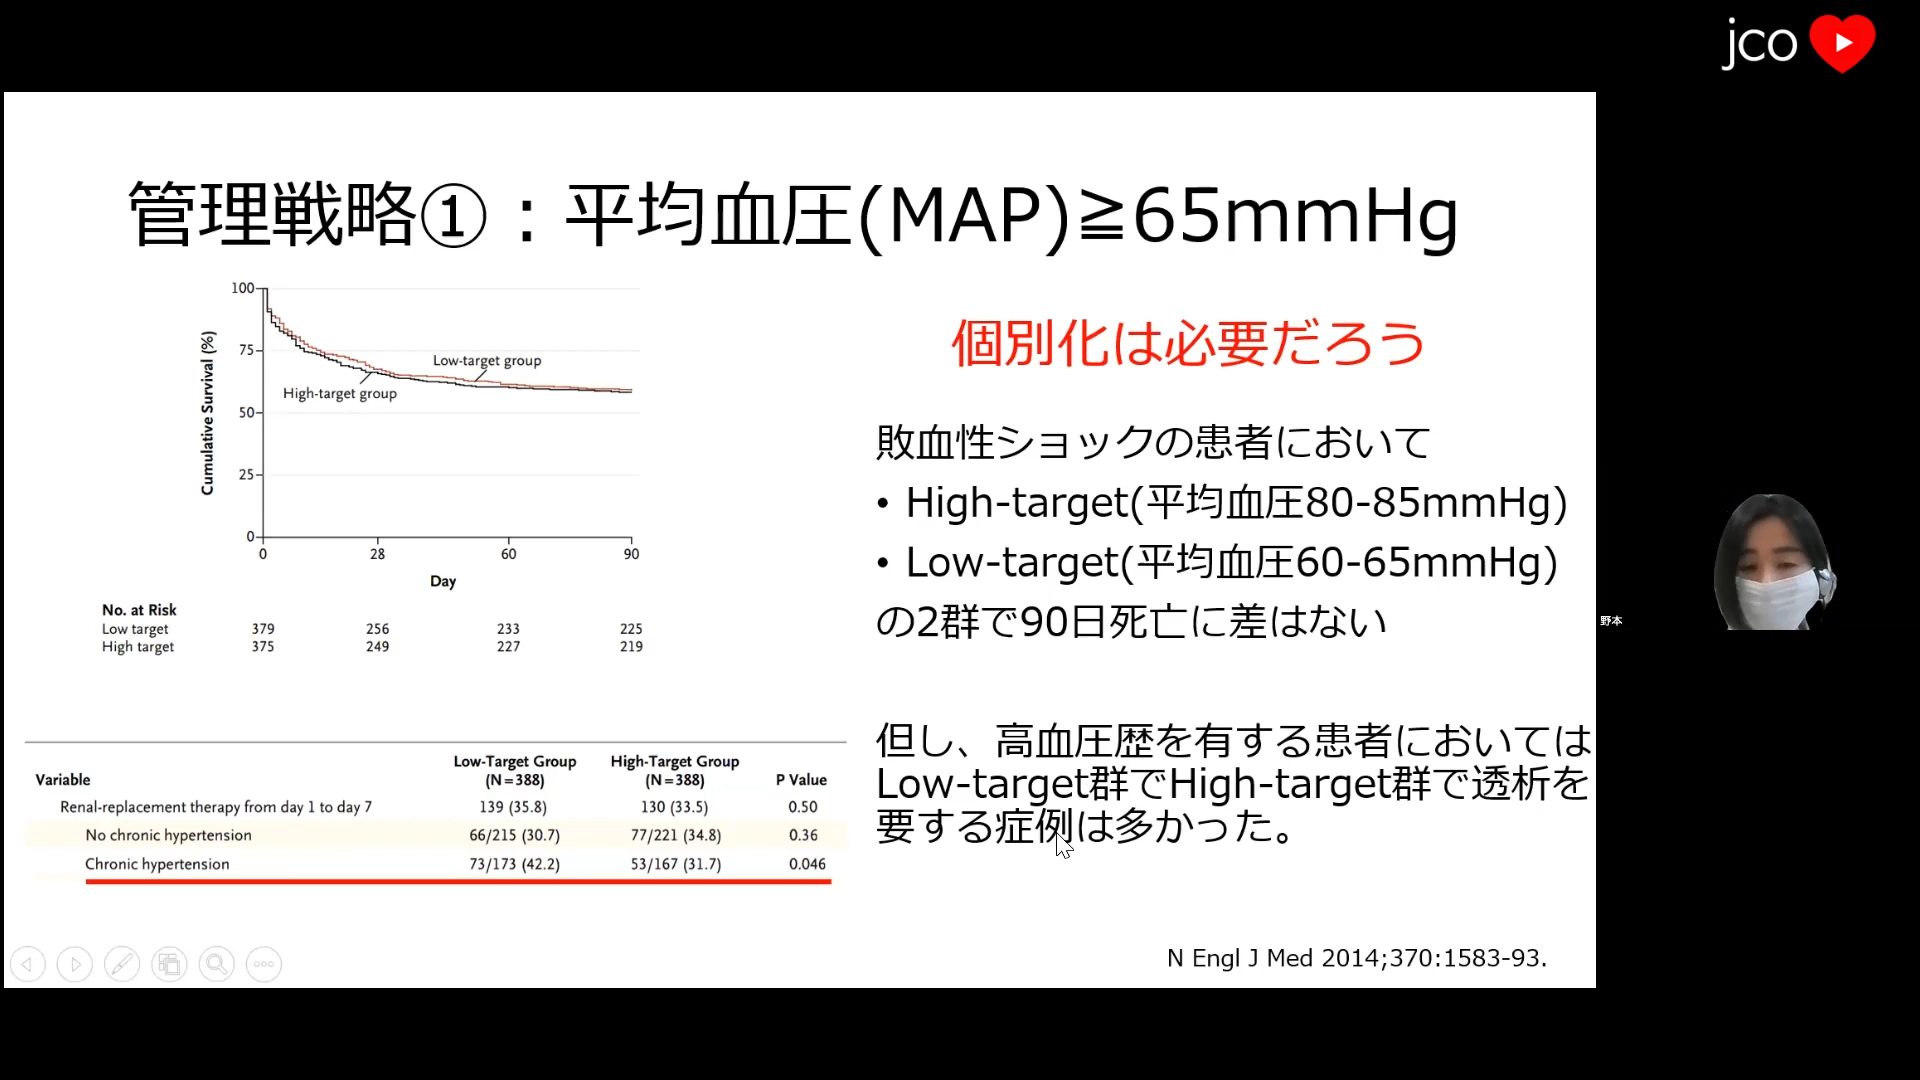 jco
管理戦略①：平均血圧(MAP)≧65mmHg
100
75
50
25
0
Cumulative Survival (%)
Low-target group
High-target group
0 28 60 90
Day
No. at Risk
Low target 379 256 233 225
High target 375 249 227 219
個別化は必要だろう
敗血性ショックの患者において
• High-target(平均血圧80-85mmHg)
• Low-target(平均血圧60-65mmHg)
の2群で90日死亡に差はない
但し、高血圧歴を有する患者においては
Low-target群でHigh-target群で透析を
要する症例は多かった。
Variable Low-Target Group (N=388) High-Target Group (N=388) P Value
Renal-replacement therapy from day 1 to day 7 139 (35.8) 130 (33.5) 0.50
No chronic hypertension 66/215 (30.7) 77/221 (34.8) 0.36
Chronic hypertension 73/173 (42.2) 53/167 (31.7) 0.046
N Engl J Med 2014;370:1583-93.
野本